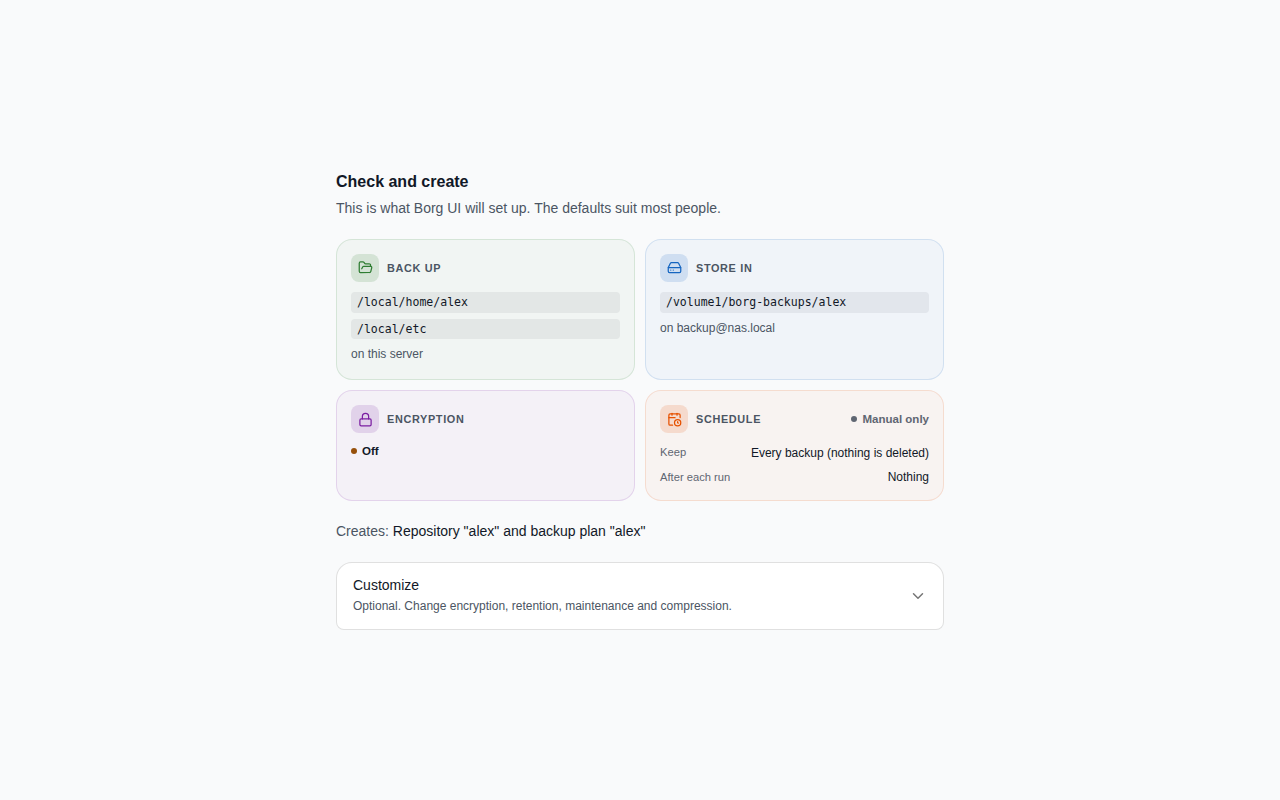 Check and create
This is what Borg UI will set up. The defaults suit most people.
BACK UP
/local/home/alex
/local/etc
on this server
STORE IN
/volume1/borg-backups/alex
on backup@nas.local
ENCRYPTION
Off
SCHEDULE
Manual only
Keep Every backup (nothing is deleted)
After each run Nothing
Creates: Repository "alex" and backup plan "alex"
Customize
Optional. Change encryption, retention, maintenance and compression.